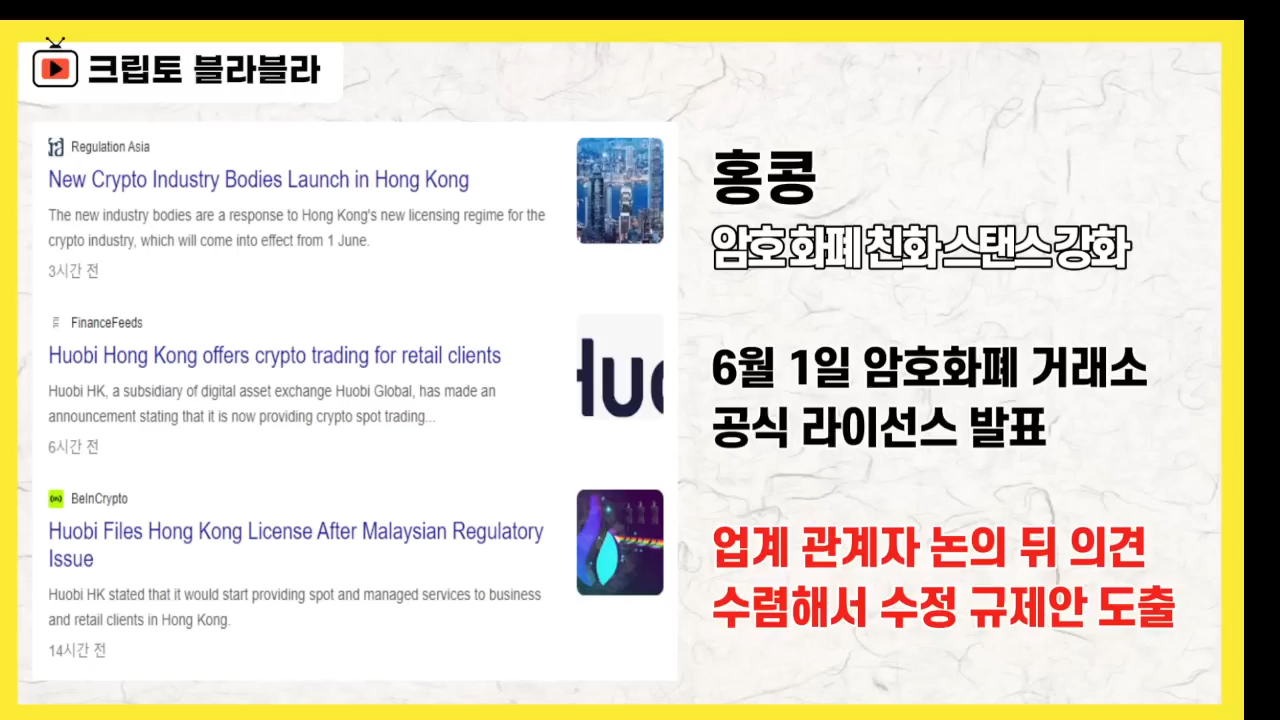 크립토 블라블라
Regulation Asia
New Crypto Industry Bodies Launch in Hong Kong
The new industry bodies are a response to Hong Kong's new licensing regime for the
crypto industry, which will come into effect from 1 June.
3시간 전
FinanceFeeds
Huobi Hong Kong offers crypto trading for retail clients
Huobi HK, a subsidiary of digital asset exchange Huobi Global, has made an
announcement stating that it is now providing crypto spot trading...
6시간 전
Huo
BeInCrypto
Huobi Files Hong Kong License After Malaysian Regulatory
Issue
Huobi HK stated that it would start providing spot and managed services to business
and retail clients in Hong Kong.
14시간 전
홍콩
암호화폐 친화 스탠스 강화
6월 1일 암호화폐 거래소
공식 라이선스 발표
업계 관계자 논의 뒤 의견
수렴해서 수정 규제안 도출